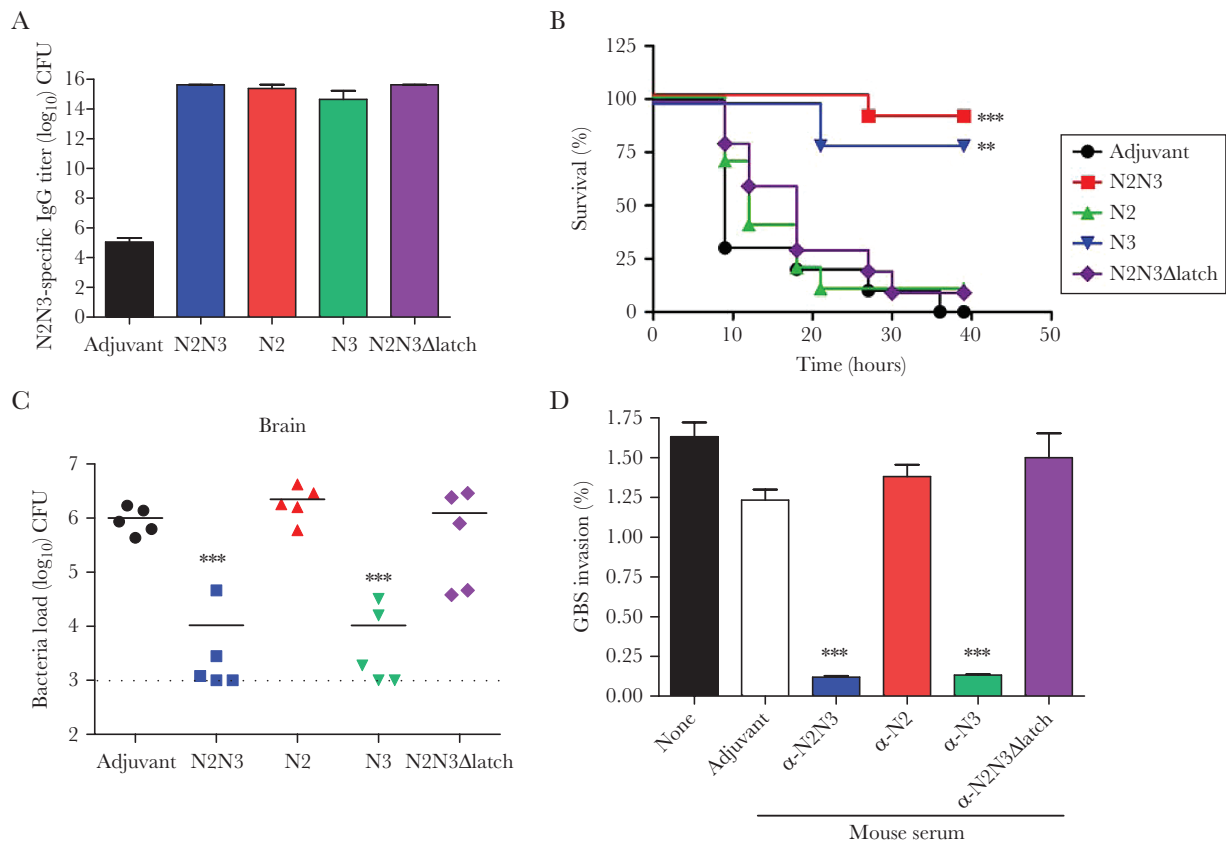 A
N2N3-specific IgG titer (log₁₀) CFU
16
14
12
10
8
6
4
2
0
Adjuvant N2N3 N2 N3 N2N3Δlatch
B
Survival (%)
125
100
75
50
25
0
***
**
0 10 20 30 40 50
Time (hours)
Adjuvant
N2N3
N2
N3
N2N3Δlatch
C
Brain
Bacteria load (log₁₀) CFU
7
6
5
4
3
2
***
***
Adjuvant N2N3 N2 N3 N2N3Δlatch
D
GBS invasion (%)
1.75
1.50
1.25
1.00
0.75
0.50
0.25
0.00
***
***
None
Adjuvant
α-N2N3
α-N2
α-N3
α-N2N3Δlatch
Mouse serum